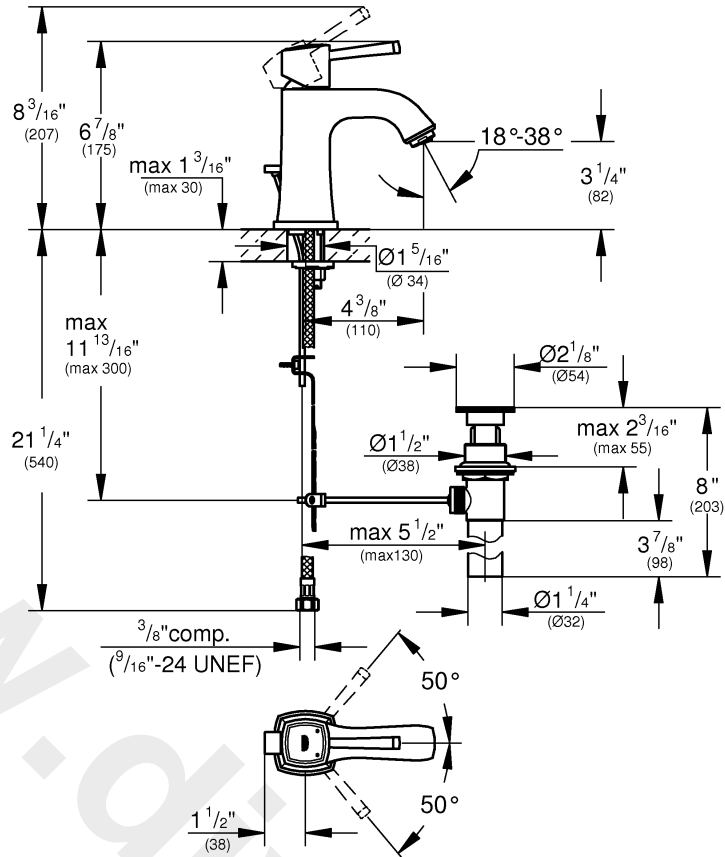 8 3/16"
(207)
6 7/8"
(175)
max 1 3/16"
(max 30)
18°-38°
3 1/4"
(82)
Ø1 5/16"
(Ø 34)
4 3/8"
(110)
max
11 13/16"
(max 300)
21 1/4"
(540)
Ø2 1/8"
(Ø54)
Ø1 1/2"
(Ø38)
max 2 3/16"
(max 55)
8"
(203)
max 5 1/2"
(max130)
3 7/8"
(98)
Ø1 1/4"
(Ø32)
3/8"comp.
(9/16"-24 UNEF)
50°
50°
1 1/2"
(38)